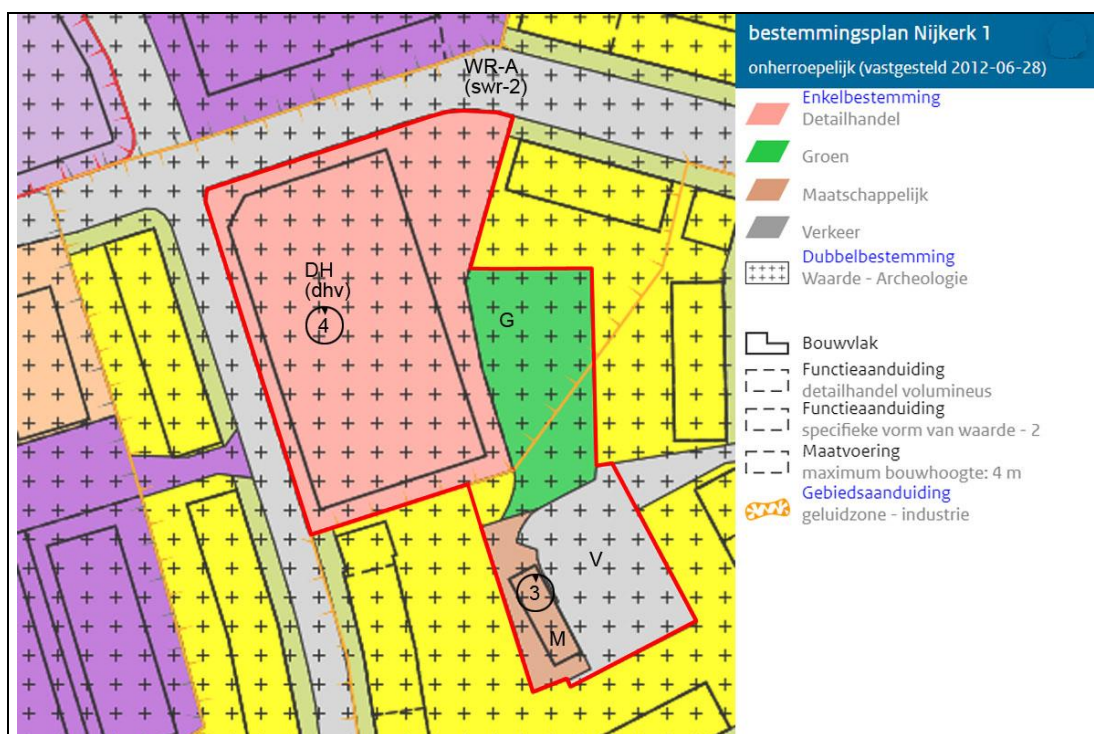 WR-A
(swr-2)
DH
(dhv)
4
G
V
3
M
bestemmingsplan Nijkerk 1
onherroepelijk (vastgesteld 2012-06-28)
Enkelbestemming
Detailhandel
Groen
Maatschappelijk
Verkeer
Dubbelbestemming
Waarde - Archeologie
Bouwvlak
Functieaanduiding
detailhandel volumineus
Functieaanduiding
specifieke vorm van waarde - 2
Maatvoering
maximum bouwhoogte: 4 m
Gebiedsaanduiding
geluidzone - industrie